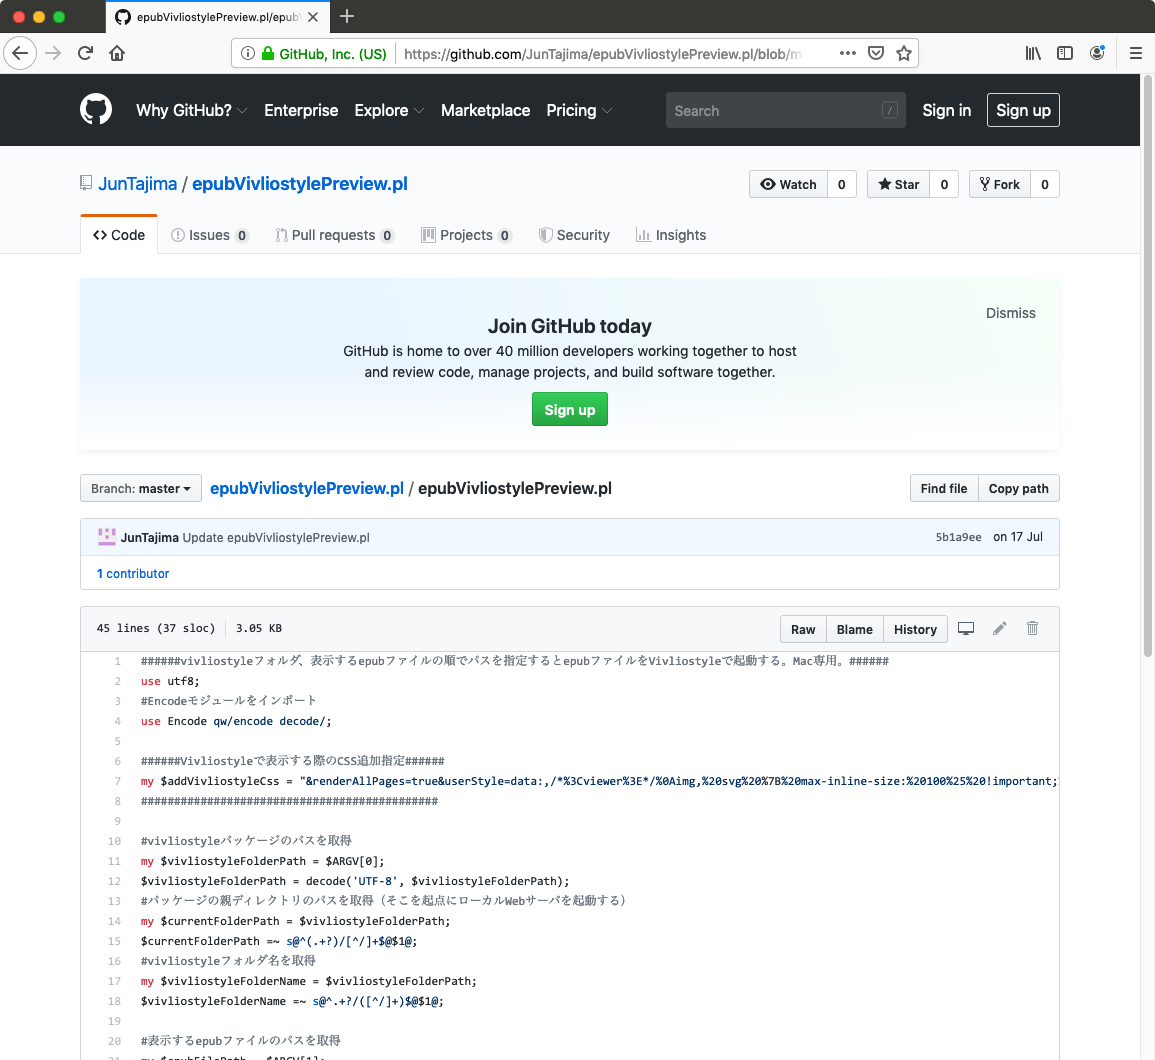 epubVivliostylePreview.pl/epubV
GitHub, Inc. (US)
https://github.com/JunTajima/epubVivliostylePreview.pl/blob/m
Why GitHub? Enterprise Explore Marketplace Pricing
Search /
Sign in Sign up
JunTajima / epubVivliostylePreview.pl
Watch 0 Star 0 Fork 0
Code Issues 0 Pull requests 0 Projects 0 Security Insights
Dismiss
Join GitHub today
GitHub is home to over 40 million developers working together to host
and review code, manage projects, and build software together.
Sign up
Branch: master epubVivliostylePreview.pl / epubVivliostylePreview.pl Find file Copy path
JunTajima Update epubVivliostylePreview.pl 5b1a9ee on 17 Jul
1 contributor
45 lines (37 sloc) 3.05 KB Raw Blame History
1 ######vivliostyleフォルダ、表示するepubファイルの順でパスを指定するとepubファイルをVivliostyleで起動する。Mac専用。######
2 use utf8;
3 #Encodeモジュールをインポート
4 use Encode qw/encode decode/;
5
6 ######Vivliostyleで表示する際のCSS追加指定######
7 my $addVivliostyleCss = "&renderAllPages=true&userStyle=data:,/*%3Cviewer%3E*/%0Aimg,%20svg%20%7B%20max-inline-size:%20100%25%20!important;
8 #############################################
9
10 #vivliostyleパッケージのパスを取得
11 my $vivliostyleFolderPath = $ARGV[0];
12 $vivliostyleFolderPath = decode('UTF-8', $vivliostyleFolderPath);
13 #パッケージの親ディレクトリのパスを取得（そこを起点にローカルWebサーバを起動する）
14 my $currentFolderPath = $vivliostyleFolderPath;
15 $currentFolderPath =~ s@^(.+?)/[^/]+$@$1@;
16 #vivliostyleフォルダ名を取得
17 my $vivliostyleFolderName = $vivliostyleFolderPath;
18 $vivliostyleFolderName =~ s@^.+?/([^/]+)$@$1@;
19
20 #表示するepubファイルのパスを取得
21 my $epubFilePath = $ARGV[1];